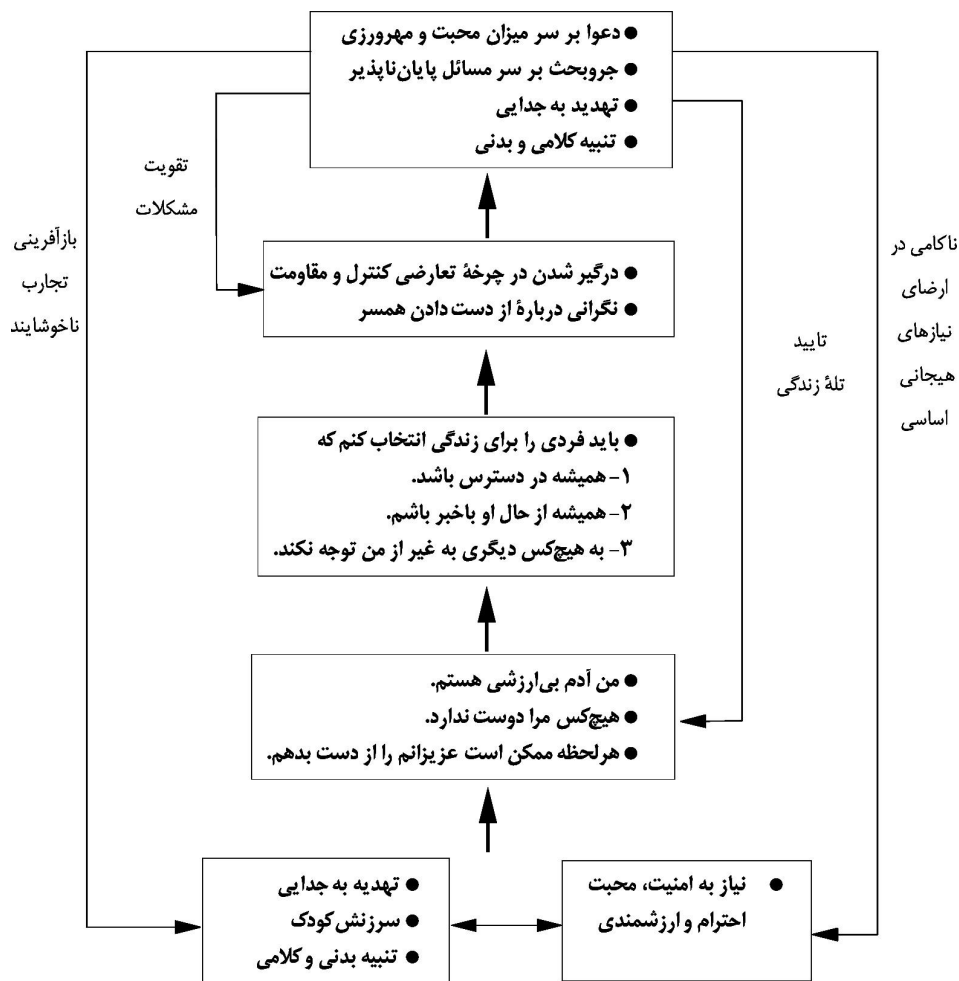 ● دعوا بر سر میزان محبت و مهرورزی
● جروبحث بر سر مسائل پایان‌ناپذیر
● تهدید به جدایی
● تنبیه کلامی و بدنی
تقویت
مشکلات
بازآفرینی
تجارب
ناخوشایند
ناکامی در
ارضای
نیازهای
هیجانی
اساسی
● درگیر شدن در چرخهٔ تعارضی کنترل و مقاومت
● نگرانی دربارهٔ از دست دادن همسر
تایید
تلهٔ زندگی
● باید فردی را برای زندگی انتخاب کنم که
۱- همیشه در دسترس باشد.
۲- همیشه از حال او باخبر باشم.
۳- به هیچ‌کس دیگری به غیر از من توجه نکند.
● من آدم بی‌ارزشی هستم.
● هیچ‌کس مرا دوست ندارد.
● هرلحظه ممکن است عزیزانم را از دست بدهم.
● نیاز به امنیت، محبت
احترام و ارزشمندی
● تهدیه به جدایی
● سرزنش کودک
● تنبیه بدنی و کلامی